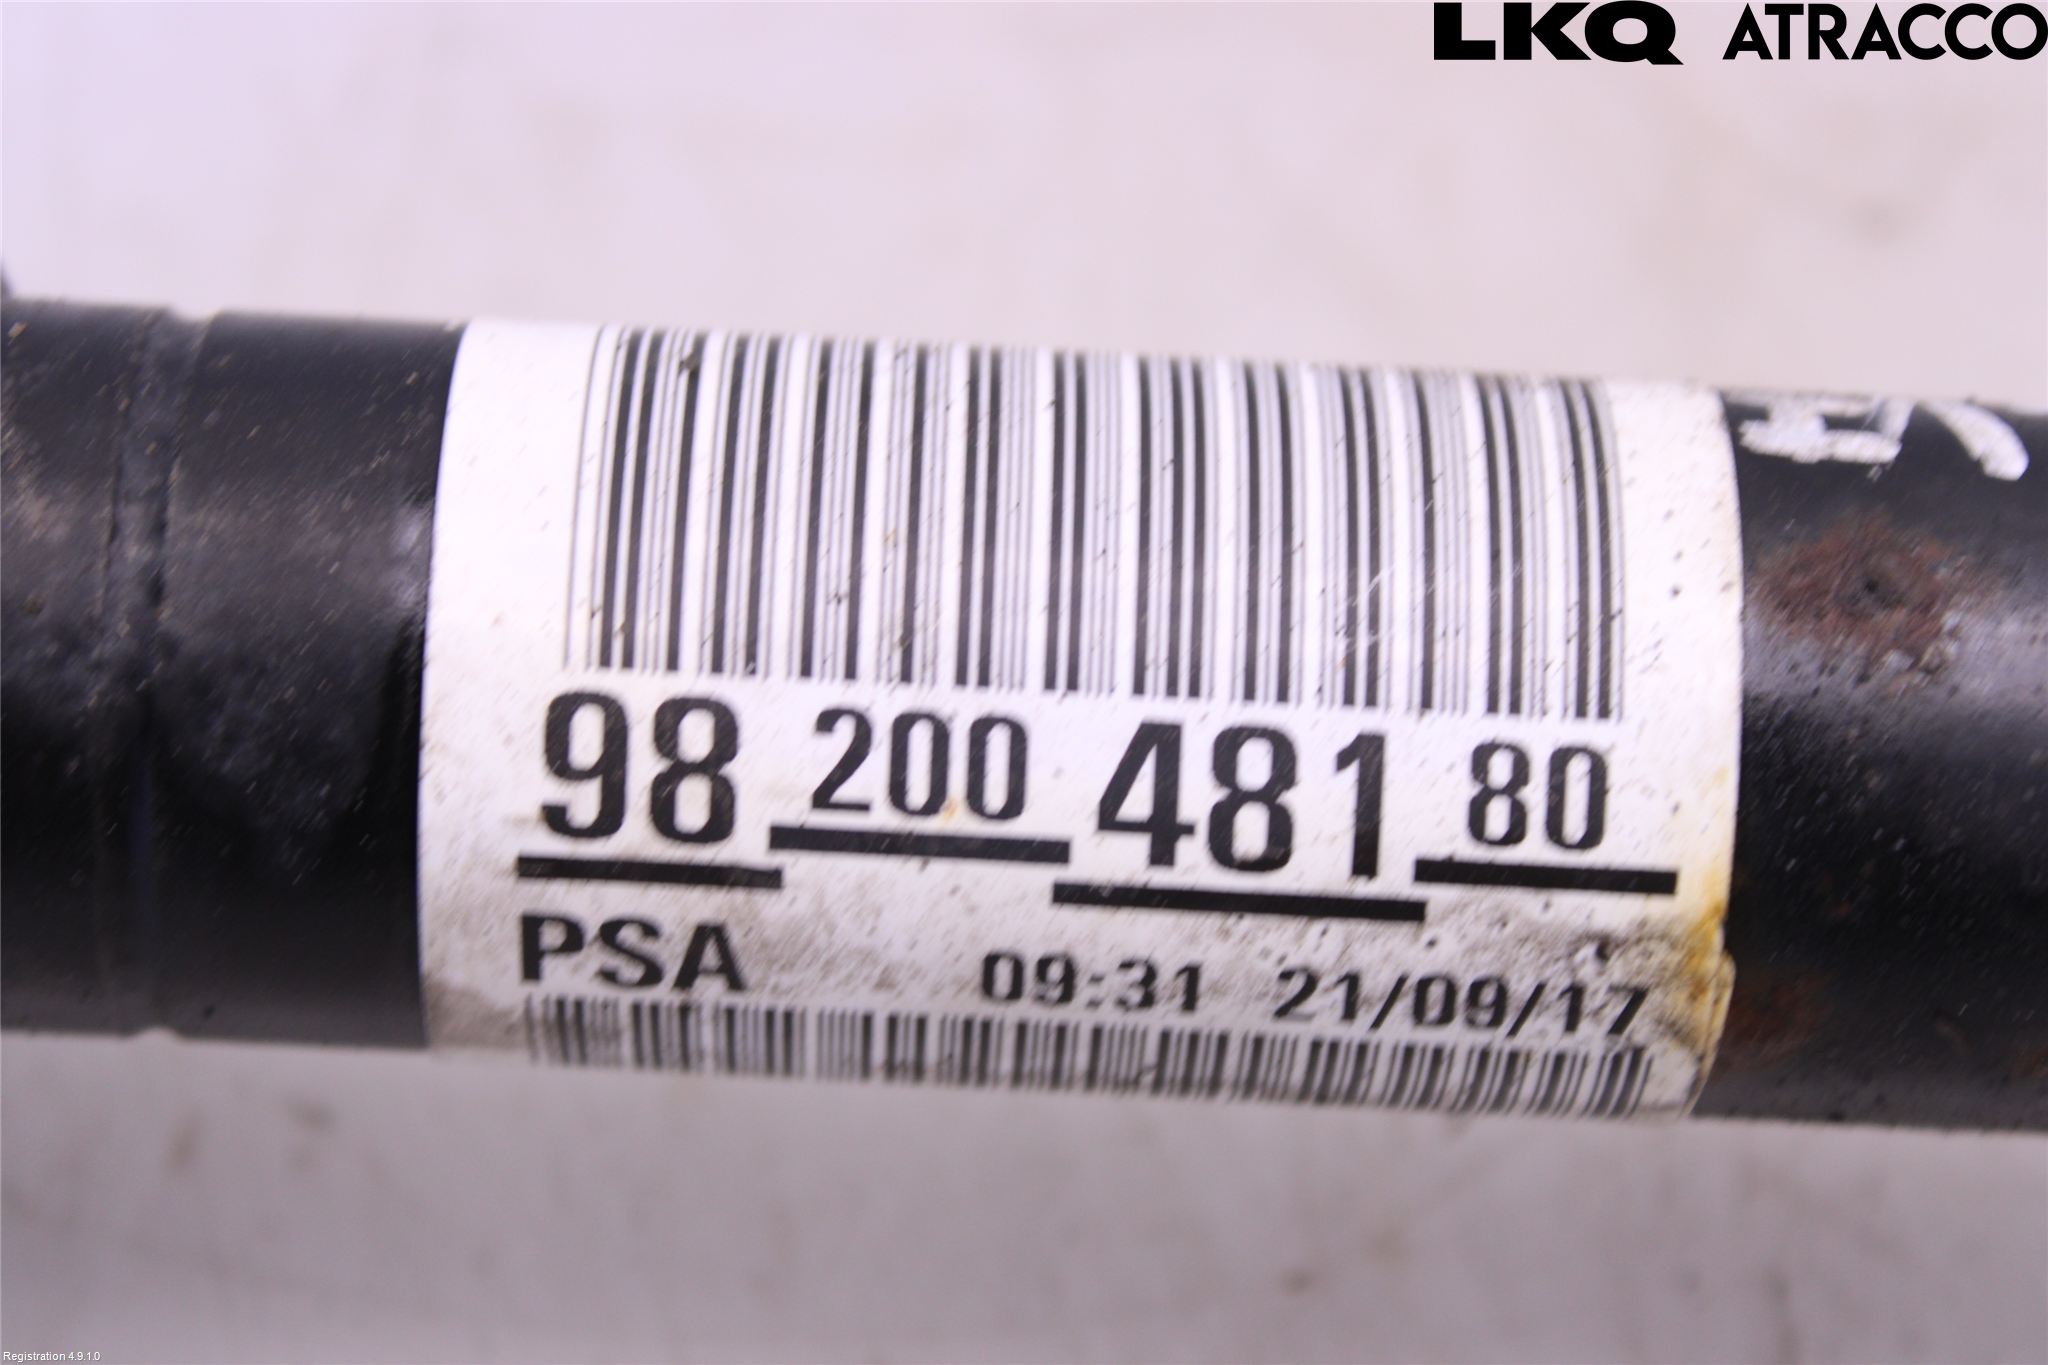 LKQ ATRACCO
98 200 481 80
PSA 09:31 21/09/17
Registration 4.9.1.0